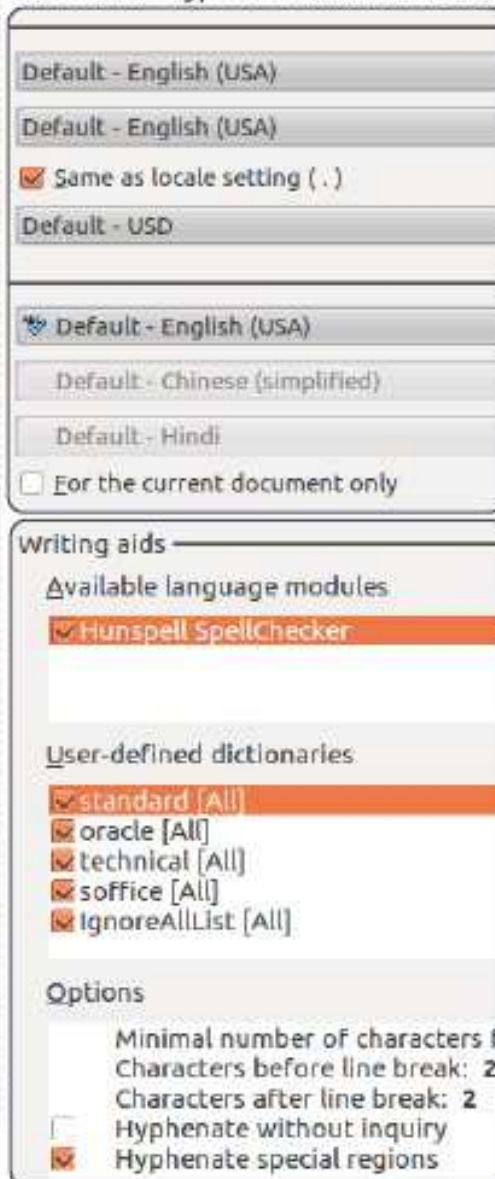 Default - English (USA)
Default - English (USA)
Same as locale setting ( . )
Default - USD
Default - English (USA)
Default - Chinese (simplified)
Default - Hindi
For the current document only
Writing aids
Available language modules
Hunspell SpellChecker
User-defined dictionaries
standard [All]
oracle [All]
technical [All]
soffice [All]
IgnoreAllList [All]
Options
Minimal number of characters
Characters before line break: 2
Characters after line break: 2
Hyphenate without inquiry
Hyphenate special regions